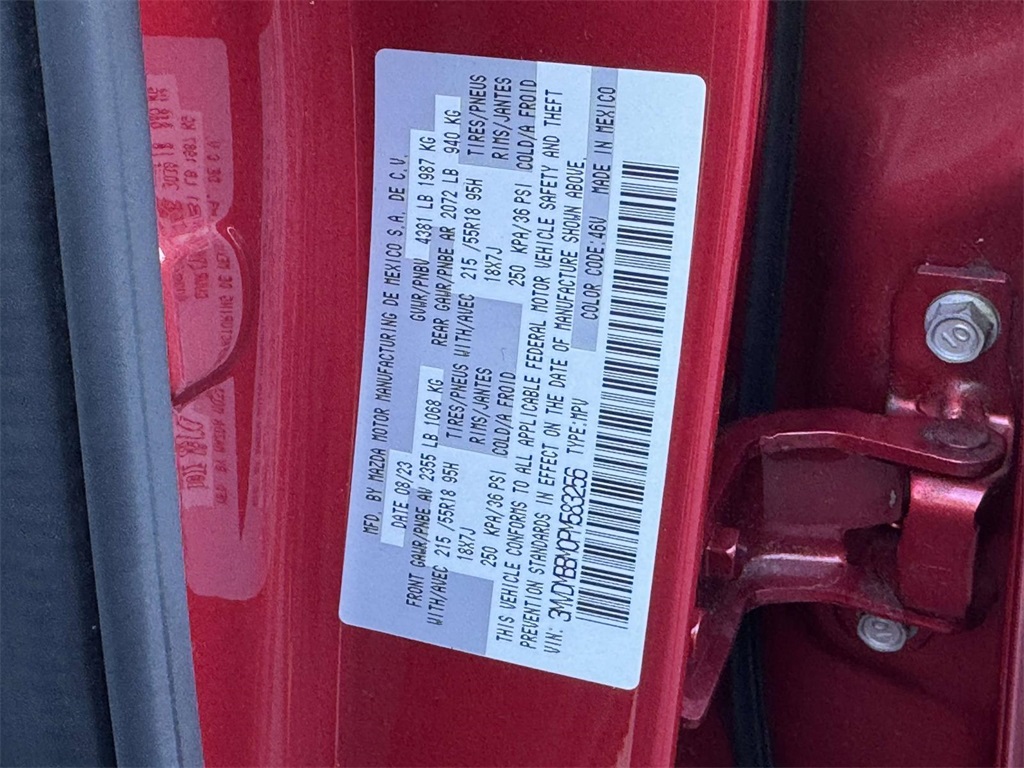 MFD. BY MAZDA MOTOR MANUFACTURING DE MEXICO S.A. DE C.V.
DATE 08/23 GVWR/PNBV 4381 LB 1987 KG
FRONT GAWR/PNBE AV 2355 LB 1068 KG REAR GAWR/PNBE AR 2072 LB 940 KG
WITH/AVEC 215 /55R18 95H TIRES/PNEUS WITH/AVEC 215 /55R18 95H TIRES/PNEUS
18X7J RIMS/JANTES 18X7J RIMS/JANTES
250 KPA/36 PSI COLD/A FROID 250 KPA/36 PSI COLD/A FROID
THIS VEHICLE CONFORMS TO ALL APPLICABLE FEDERAL MOTOR VEHICLE SAFETY AND THEFT
PREVENTION STANDARDS IN EFFECT ON THE DATE OF MANUFACTURE SHOWN ABOVE.
VIN: 3MVDMBBM0PM583256 TYPE:MPV COLOR CODE:46V MADE IN MEXICO
10
10